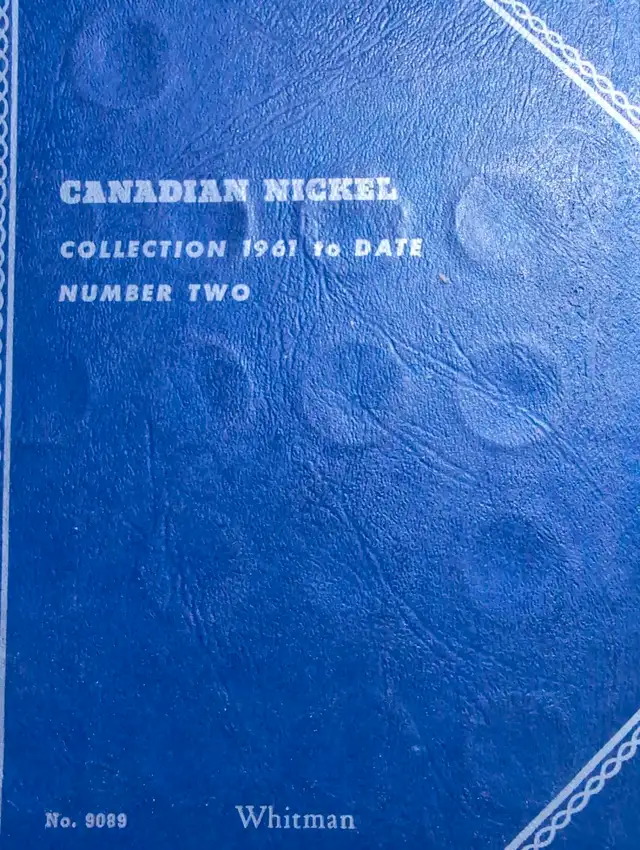 CANADIAN NICKEL
COLLECTION 1961 to DATE
NUMBER TWO
No. 9089 Whitman